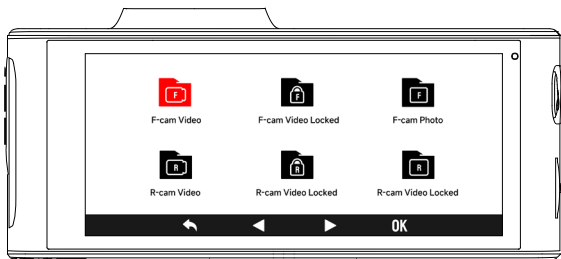 F
F
F
F-cam Video
F-cam Video Locked
F-cam Photo
R
R
R
R-cam Video
R-cam Video Locked
R-cam Video Locked
OK